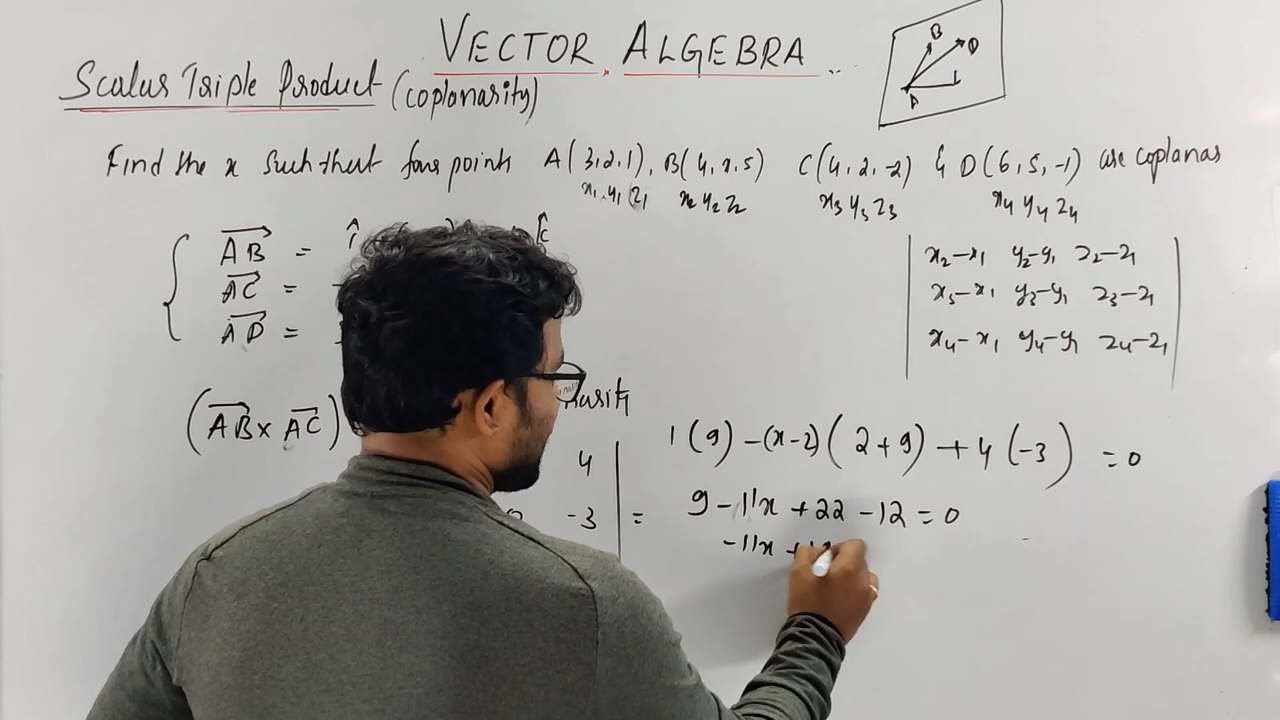 VECTOR ALGEBRA
Scalar Triple Product (coplanarity)
B
D
A
Find the x such that four points A(3,2,1), B(4,x,5) C(4,2,-2) & D(6,5,-1) are coplanar
x₁ y₁ z₁ x₂ y₂ z₂ x₃ y₃ z₃ x₄ y₄ z₄
AB =
AC =
AD =
x₂-x₁ y₂-y₁ z₂-z₁
x₃-x₁ y₃-y₁ z₃-z₁
x₄-x₁ y₄-y₁ z₄-z₁
(AB × AC)
1(9) -(x-2)(2+9) + 4(-3) = 0
4
-3 = 9 - 11x + 22 - 12 = 0
-11x +